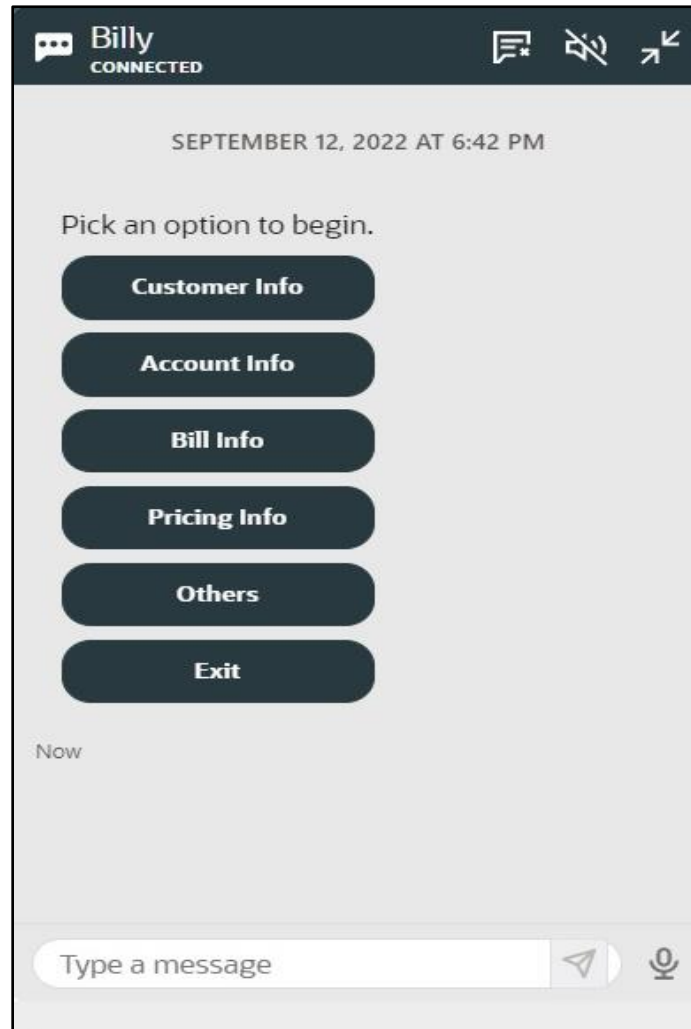 Billy
CONNECTED
SEPTEMBER 12, 2022 AT 6:42 PM
Pick an option to begin.
Customer Info
Account Info
Bill Info
Pricing Info
Others
Exit
Now
Type a message